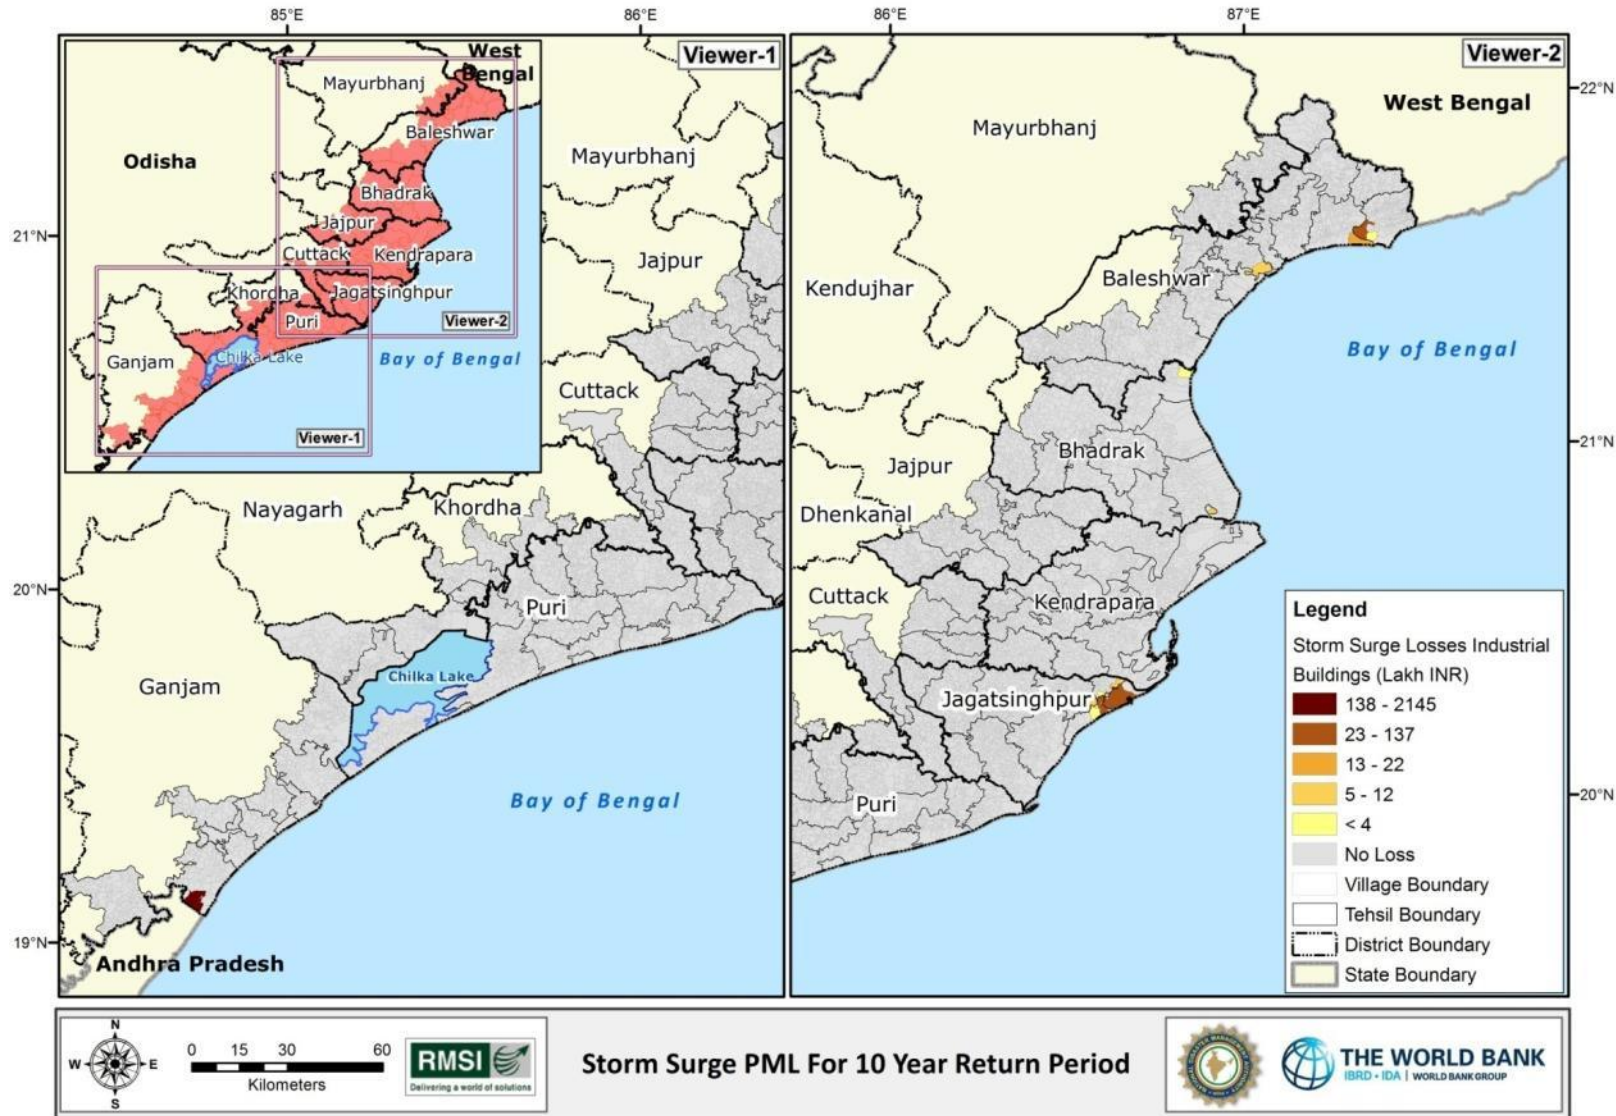 85°E
86°E
86°E
87°E
22°N
21°N
20°N
21°N
20°N
19°N
Viewer-1
West
Bengal
Mayurbhanj
Baleshwar
Odisha
Bhadrak
Jajpur
Cuttack
Kendrapara
Khordha
Jagatsinghpur
Puri
Viewer-2
Ganjam
Chilka Lake
Bay of Bengal
Viewer-1
Mayurbhanj
Jajpur
Cuttack
Nayagarh
Khordha
Puri
Ganjam
Chilka Lake
Bay of Bengal
Andhra Pradesh
Viewer-2
West Bengal
Mayurbhanj
Kendujhar
Baleshwar
Bay of Bengal
Bhadrak
Jajpur
Dhenkanal
Cuttack
Kendrapara
Jagatsinghpur
Puri
Legend
Storm Surge Losses Industrial
Buildings (Lakh INR)
138 - 2145
23 - 137
13 - 22
5 - 12
< 4
No Loss
Village Boundary
Tehsil Boundary
District Boundary
State Boundary
N
W E
S
0 15 30 60
Kilometers
RMSI
Delivering a world of solutions
Storm Surge PML For 10 Year Return Period
THE WORLD BANK
IBRD • IDA | WORLD BANK GROUP